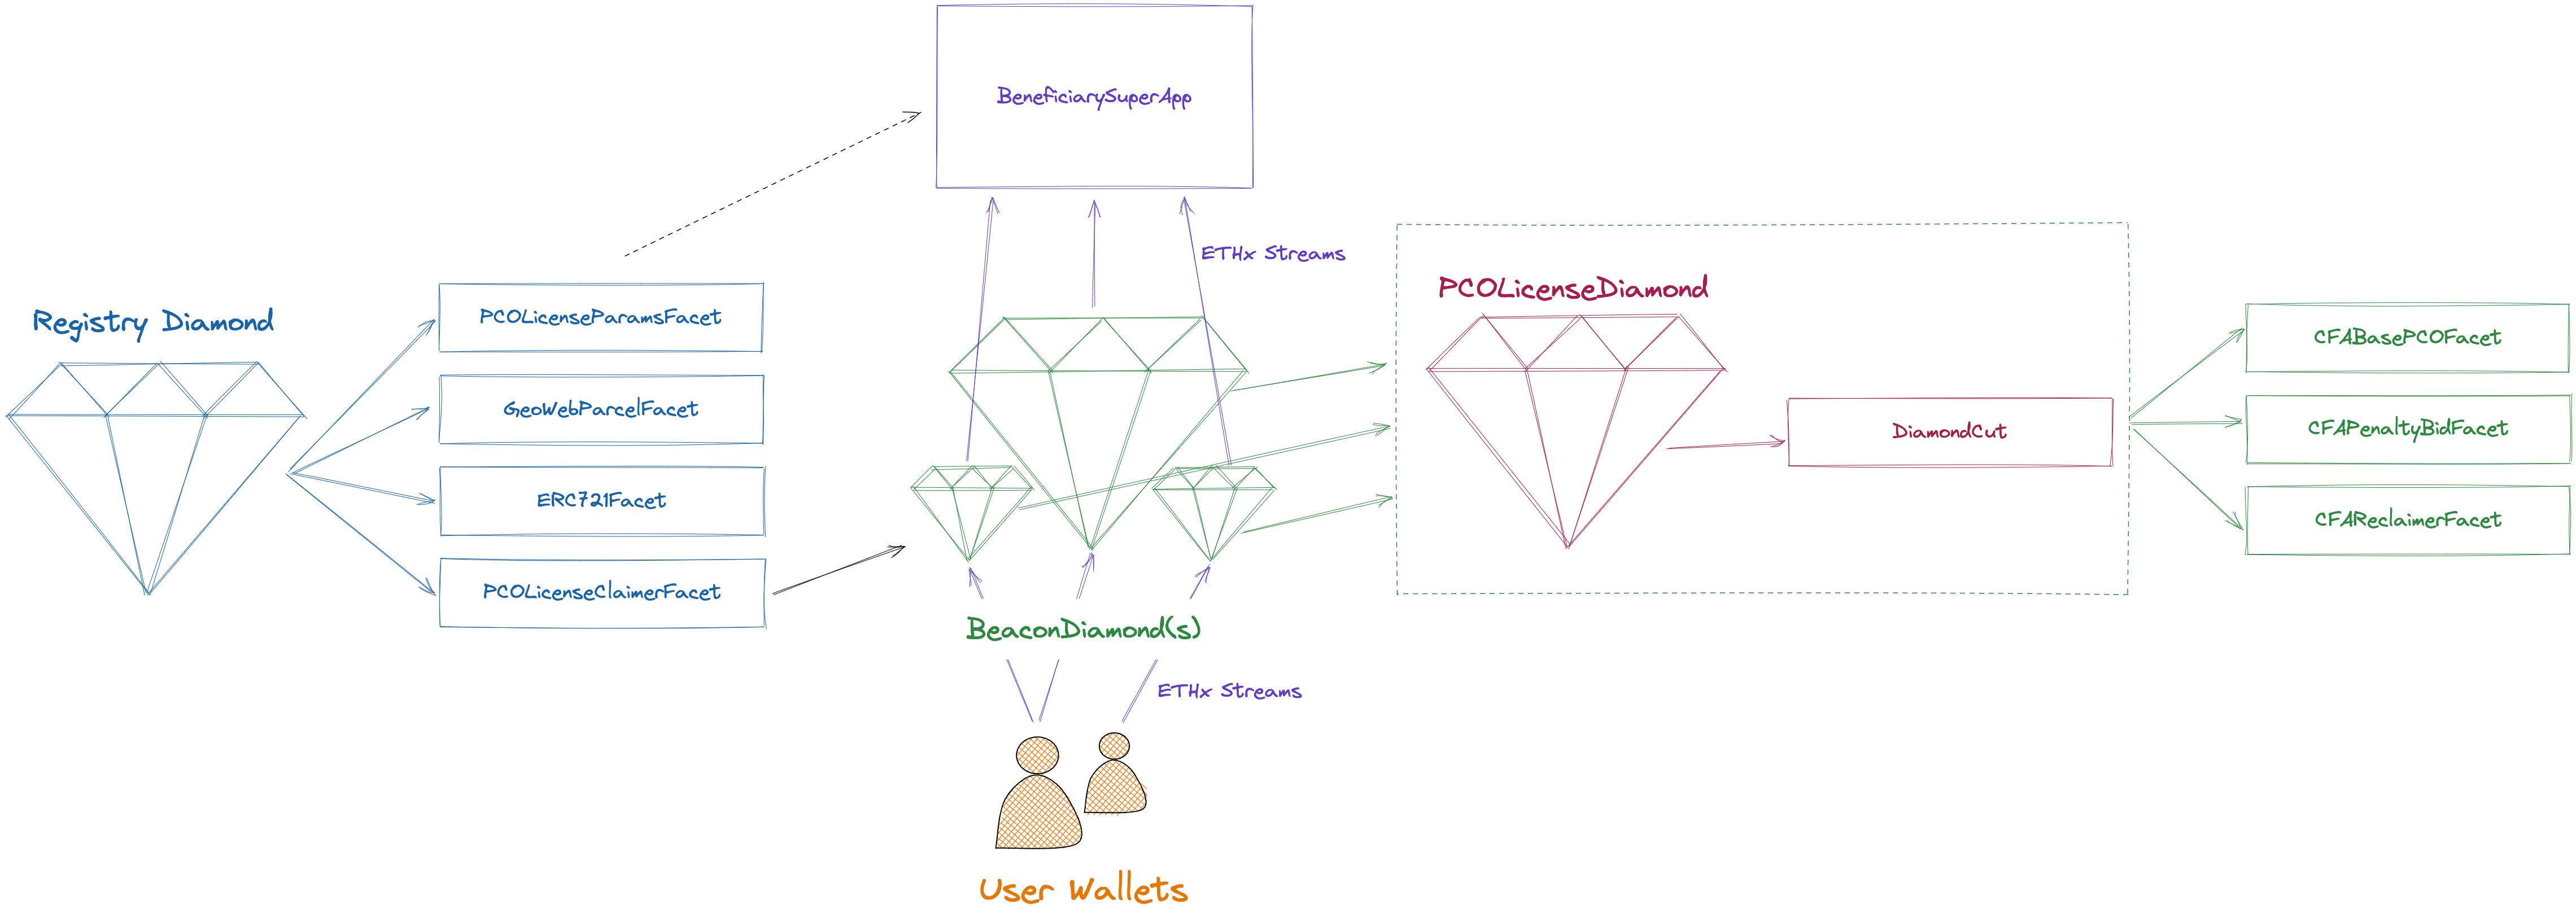 BeneficiarySuperApp
ETHx Streams
Registry Diamond
PCOLicenseParamsFacet
GeoWebParcelFacet
ERC721Facet
PCOLicenseClaimerFacet
BeaconDiamond(s)
ETHx Streams
User Wallets
PCOLicenseDiamond
DiamondCut
CFABasePCOFacet
CFAPenaltyBidFacet
CFAReclaimerFacet